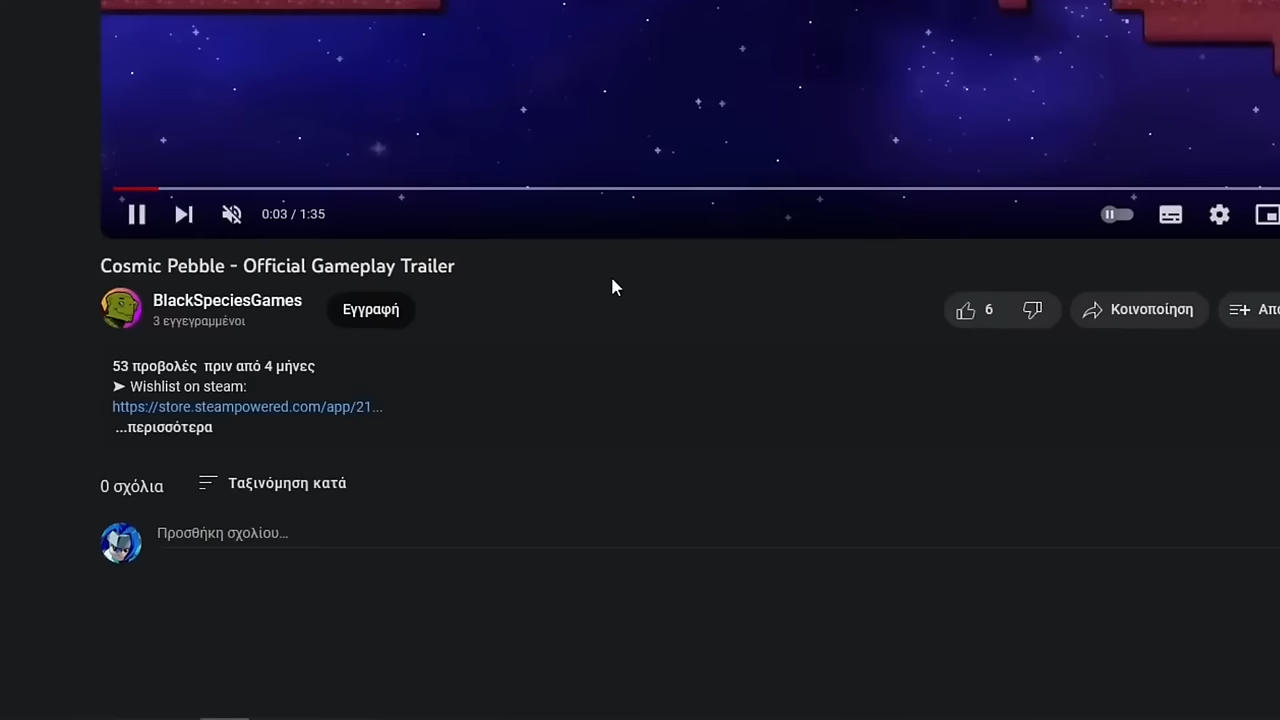 0:03 / 1:35
Cosmic Pebble - Official Gameplay Trailer
BlackSpeciesGames
3 εγγεγραμμένοι
Εγγραφή
6
Κοινοποίηση
53 προβολές πριν από 4 μήνες
➤ Wishlist on steam:
https://store.steampowered.com/app/21...
...περισσότερα
0 σχόλια
Ταξινόμηση κατά
Προσθήκη σχολίου...